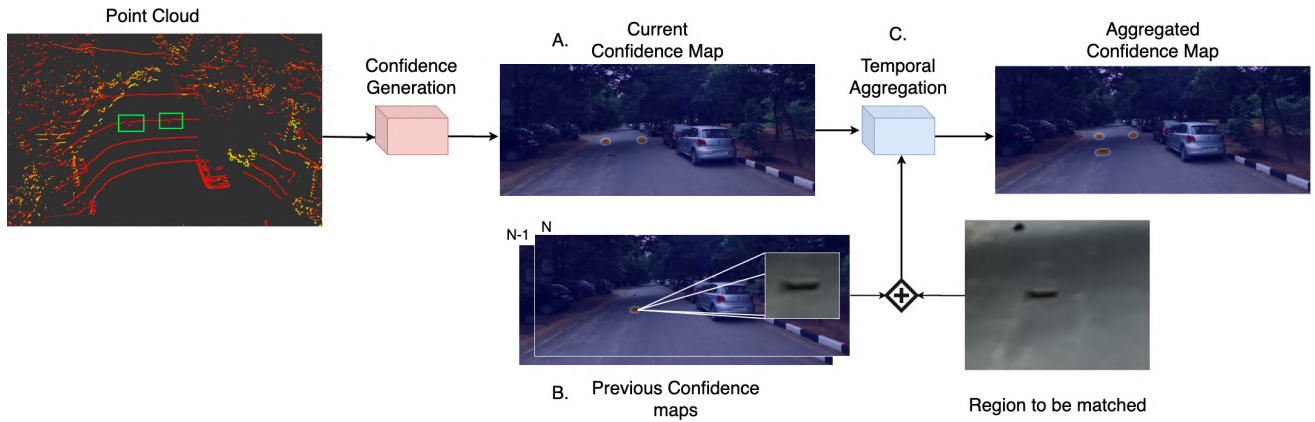 Point Cloud
Confidence
Generation
A.
Current
Confidence Map
C.
Temporal
Aggregation
Aggregated
Confidence Map
N-1
N
B.
Previous Confidence
maps
Region to be matched